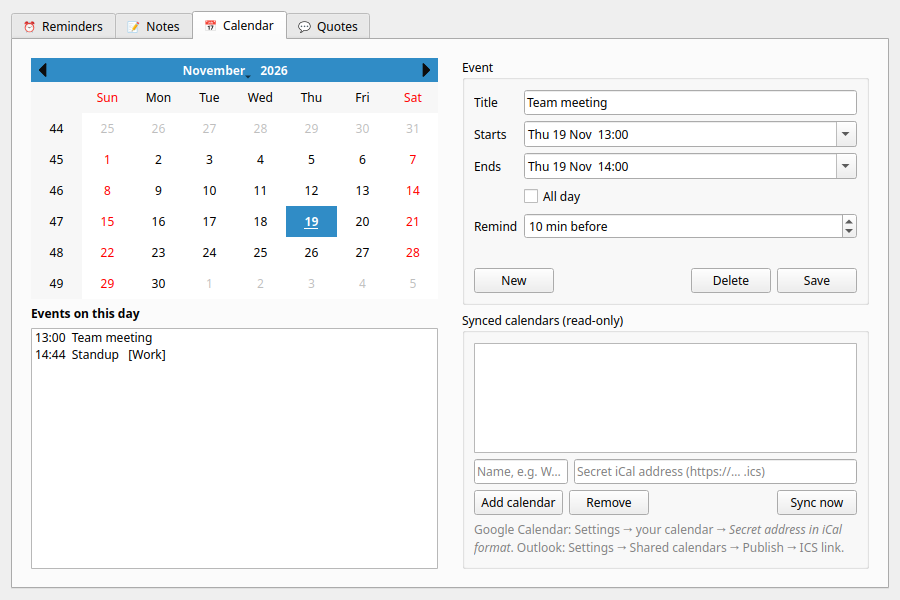 Reminders Notes Calendar Quotes
November 2026
Sun Mon Tue Wed Thu Fri Sat
44 25 26 27 28 29 30 31
45 1 2 3 4 5 6 7
46 8 9 10 11 12 13 14
47 15 16 17 18 19 20 21
48 22 23 24 25 26 27 28
49 29 30 1 2 3 4 5
Events on this day
13:00 Team meeting
14:44 Standup [Work]
Event
Title Team meeting
Starts Thu 19 Nov 13:00
Ends Thu 19 Nov 14:00
All day
Remind 10 min before
New Delete Save
Synced calendars (read-only)
Name, e.g. W... Secret iCal address (https://... .ics)
Add calendar Remove Sync now
Google Calendar: Settings → your calendar → Secret address in iCal
format. Outlook: Settings → Shared calendars → Publish → ICS link.